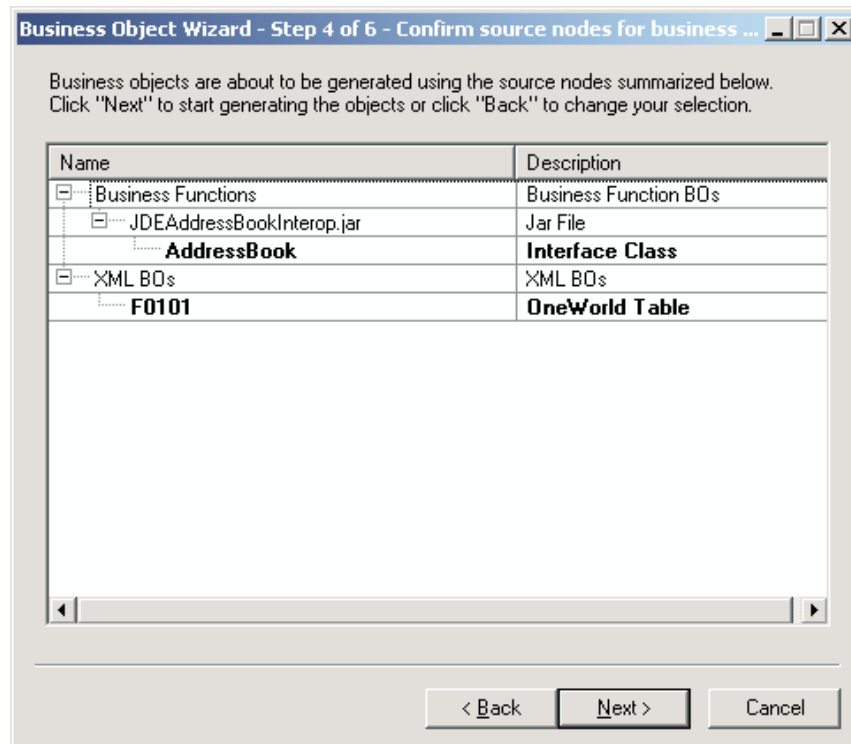 Business Object Wizard - Step 4 of 6 - Confirm source nodes for business ...
Business objects are about to be generated using the source nodes summarized below.
Click "Next" to start generating the objects or click "Back" to change your selection.
Name Description
Business Functions Business Function BOs
JDEAddressBookInterop.jar Jar File
AddressBook Interface Class
XML BOs XML BOs
F0101 OneWorld Table
< Back Next > Cancel